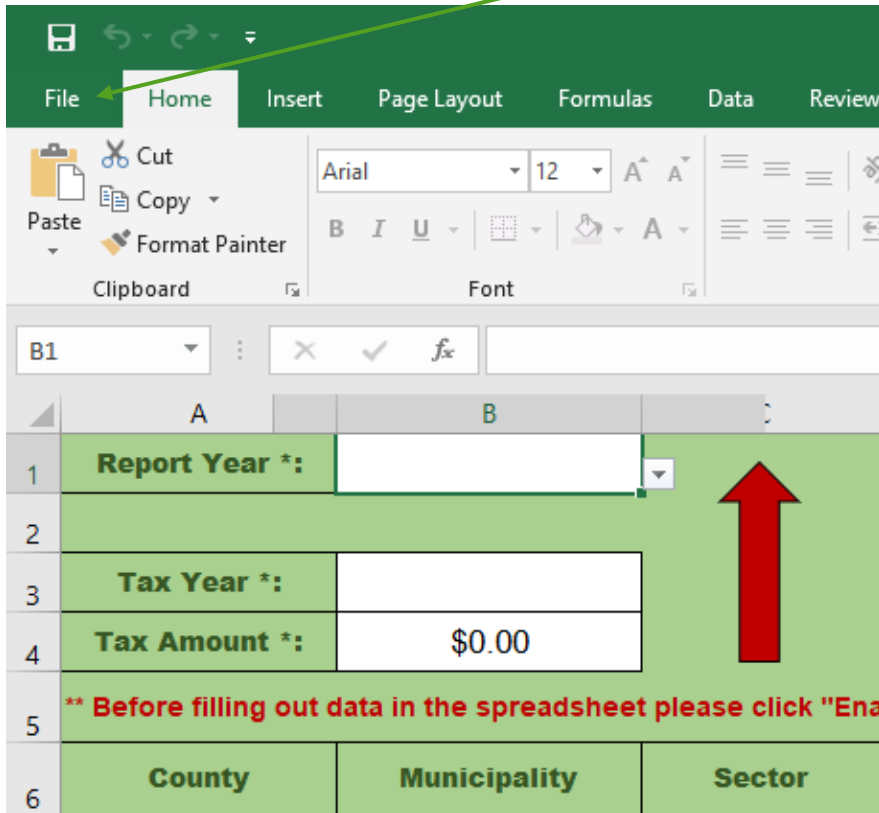 File Home Insert Page Layout Formulas Data Review
Paste
Cut
Copy
Format Painter
Clipboard
Arial 12 A A
B I U A
Font
B1 fx
A B
1 Report Year *:
2
3 Tax Year *:
4 Tax Amount *: $0.00
5 ** Before filling out data in the spreadsheet please click "Ena
6 County Municipality Sector